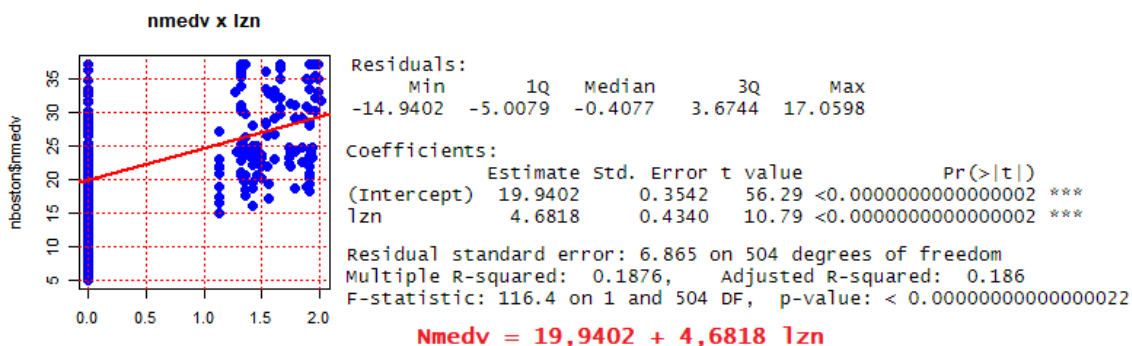 nmedv x lzn
nboston$nmedv
35
30
25
20
15
10
5
0.0 0.5 1.0 1.5 2.0
Residuals:
Min 1Q Median 3Q Max
-14.9402 -5.0079 -0.4077 3.6744 17.0598
Coefficients:
Estimate Std. Error t value Pr(>|t|)
(Intercept) 19.9402 0.3542 56.29 <0.0000000000000002 ***
lzn 4.6818 0.4340 10.79 <0.0000000000000002 ***
Residual standard error: 6.865 on 504 degrees of freedom
Multiple R-squared: 0.1876, Adjusted R-squared: 0.186
F-statistic: 116.4 on 1 and 504 DF, p-value: < 0.00000000000000022
Nmedv = 19,9402 + 4,6818 lzn